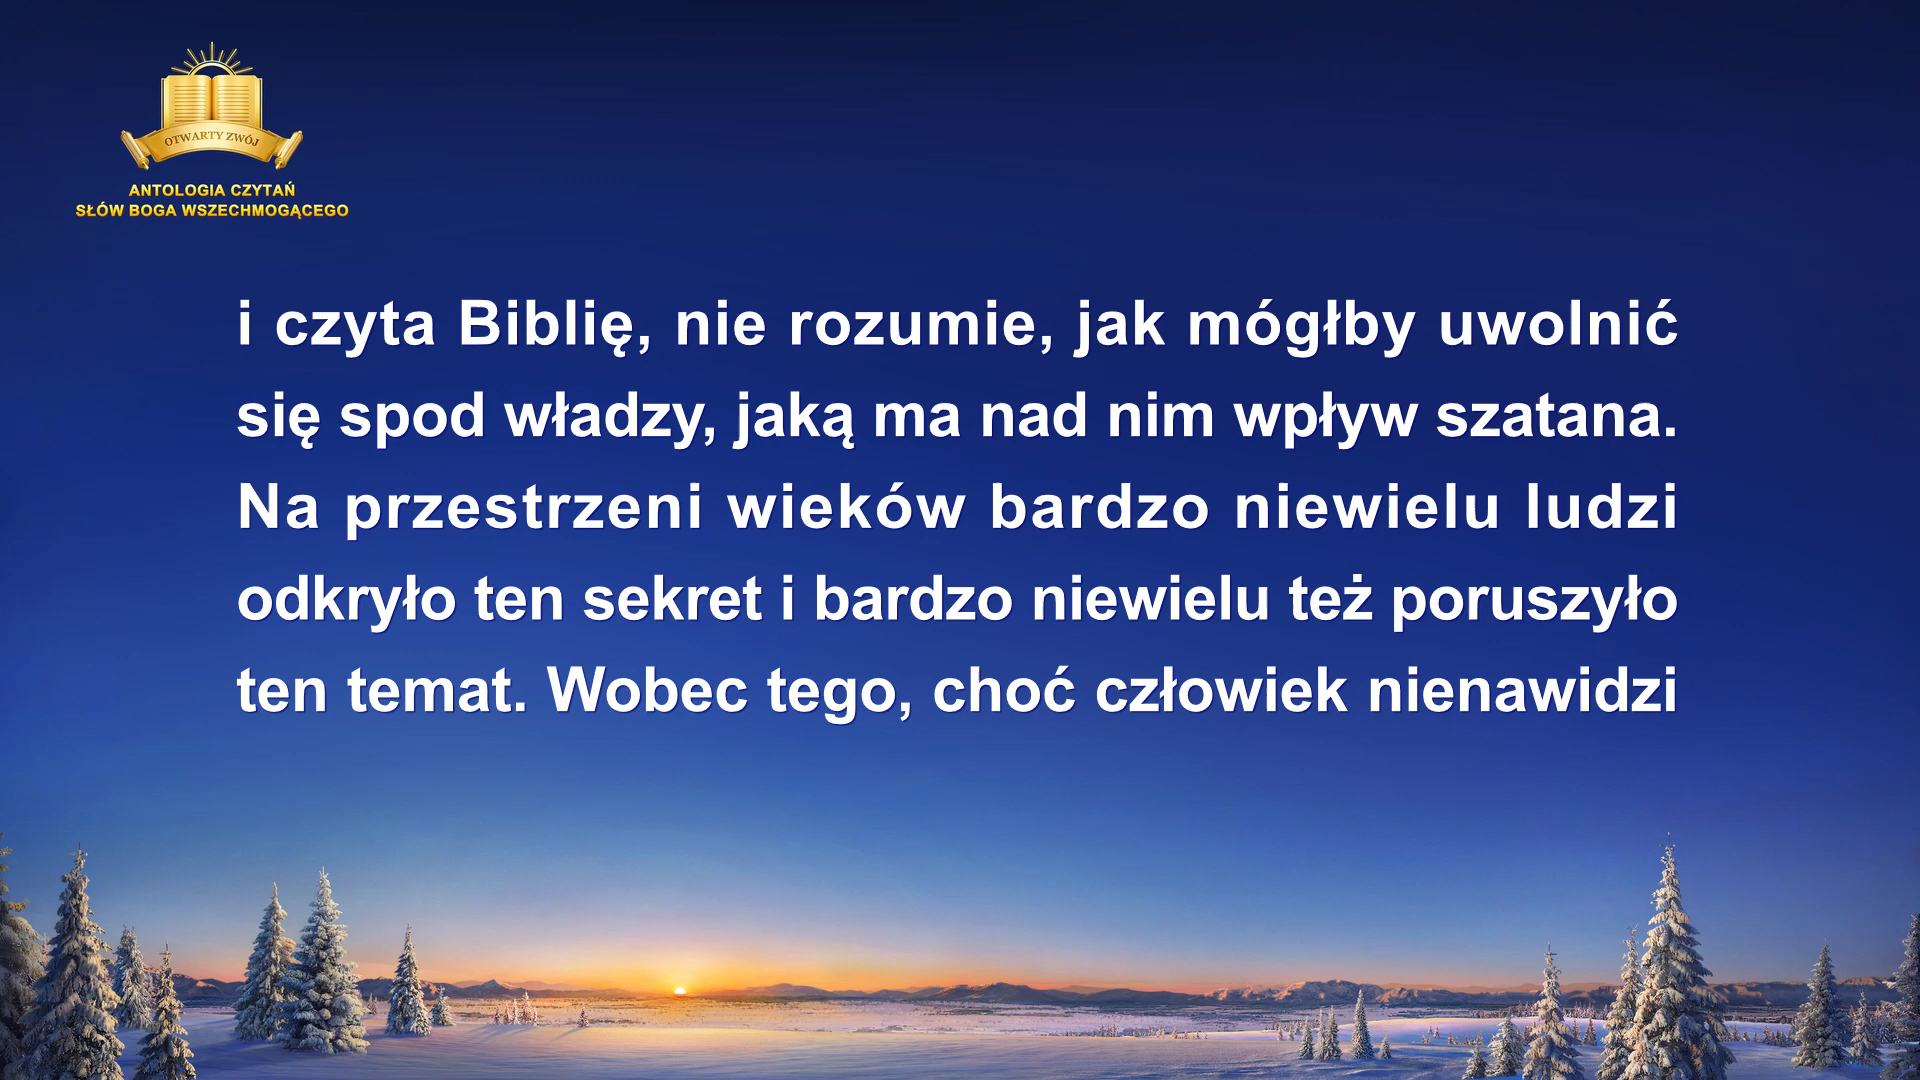 OTWARTY ZWÓJ
ANTOLOGIA CZYTAŃ
SŁÓW BOGA WSZECHMOGĄCEGO
i czyta Biblię, nie rozumie, jak mógłby uwolnić
się spod władzy, jaką ma nad nim wpływ szatana.
Na przestrzeni wieków bardzo niewielu ludzi
odkryło ten sekret i bardzo niewielu też poruszyło
ten temat. Wobec tego, choć człowiek nienawidzi